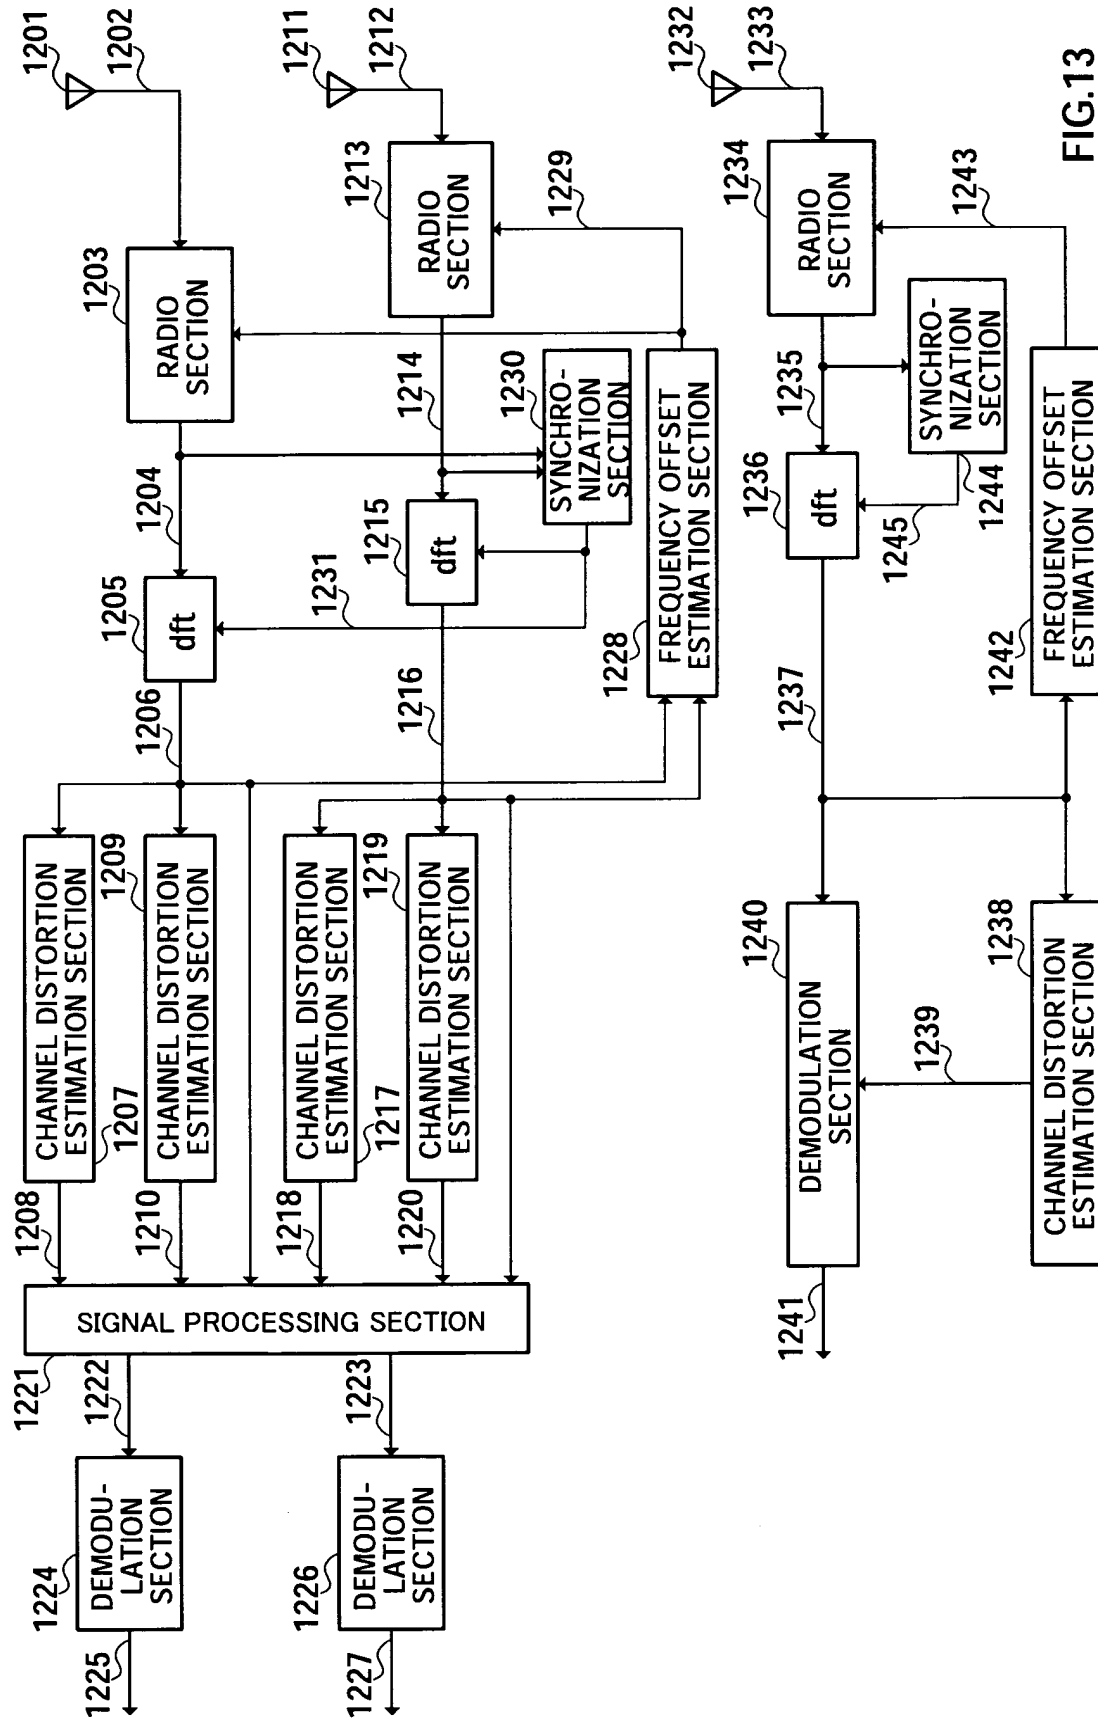 1201
1202
RADIO
SECTION
1203
1204
dft
1205
1206
CHANNEL DISTORTION
ESTIMATION SECTION
1207
1208
CHANNEL DISTORTION
ESTIMATION SECTION
1209
1210
1211
1212
RADIO
SECTION
1213
1214
dft
1215
1216
CHANNEL DISTORTION
ESTIMATION SECTION
1217
1218
CHANNEL DISTORTION
ESTIMATION SECTION
1219
1220
SIGNAL PROCESSING SECTION
1221
1222
1223
DEMODU-
LATION
SECTION
1224
1225
DEMODU-
LATION
SECTION
1226
1227
FREQUENCY OFFSET
ESTIMATION SECTION
1228
1229
SYNCHRO-
NIZATION
SECTION
1230
1231
1232
1233
RADIO
SECTION
1234
1235
dft
1236
1237
CHANNEL DISTORTION
ESTIMATION SECTION
1238
1239
DEMODULATION
SECTION
1240
1241
FREQUENCY OFFSET
ESTIMATION SECTION
1242
1243
SYNCHRO-
NIZATION
SECTION
1244
1245
FIG.13